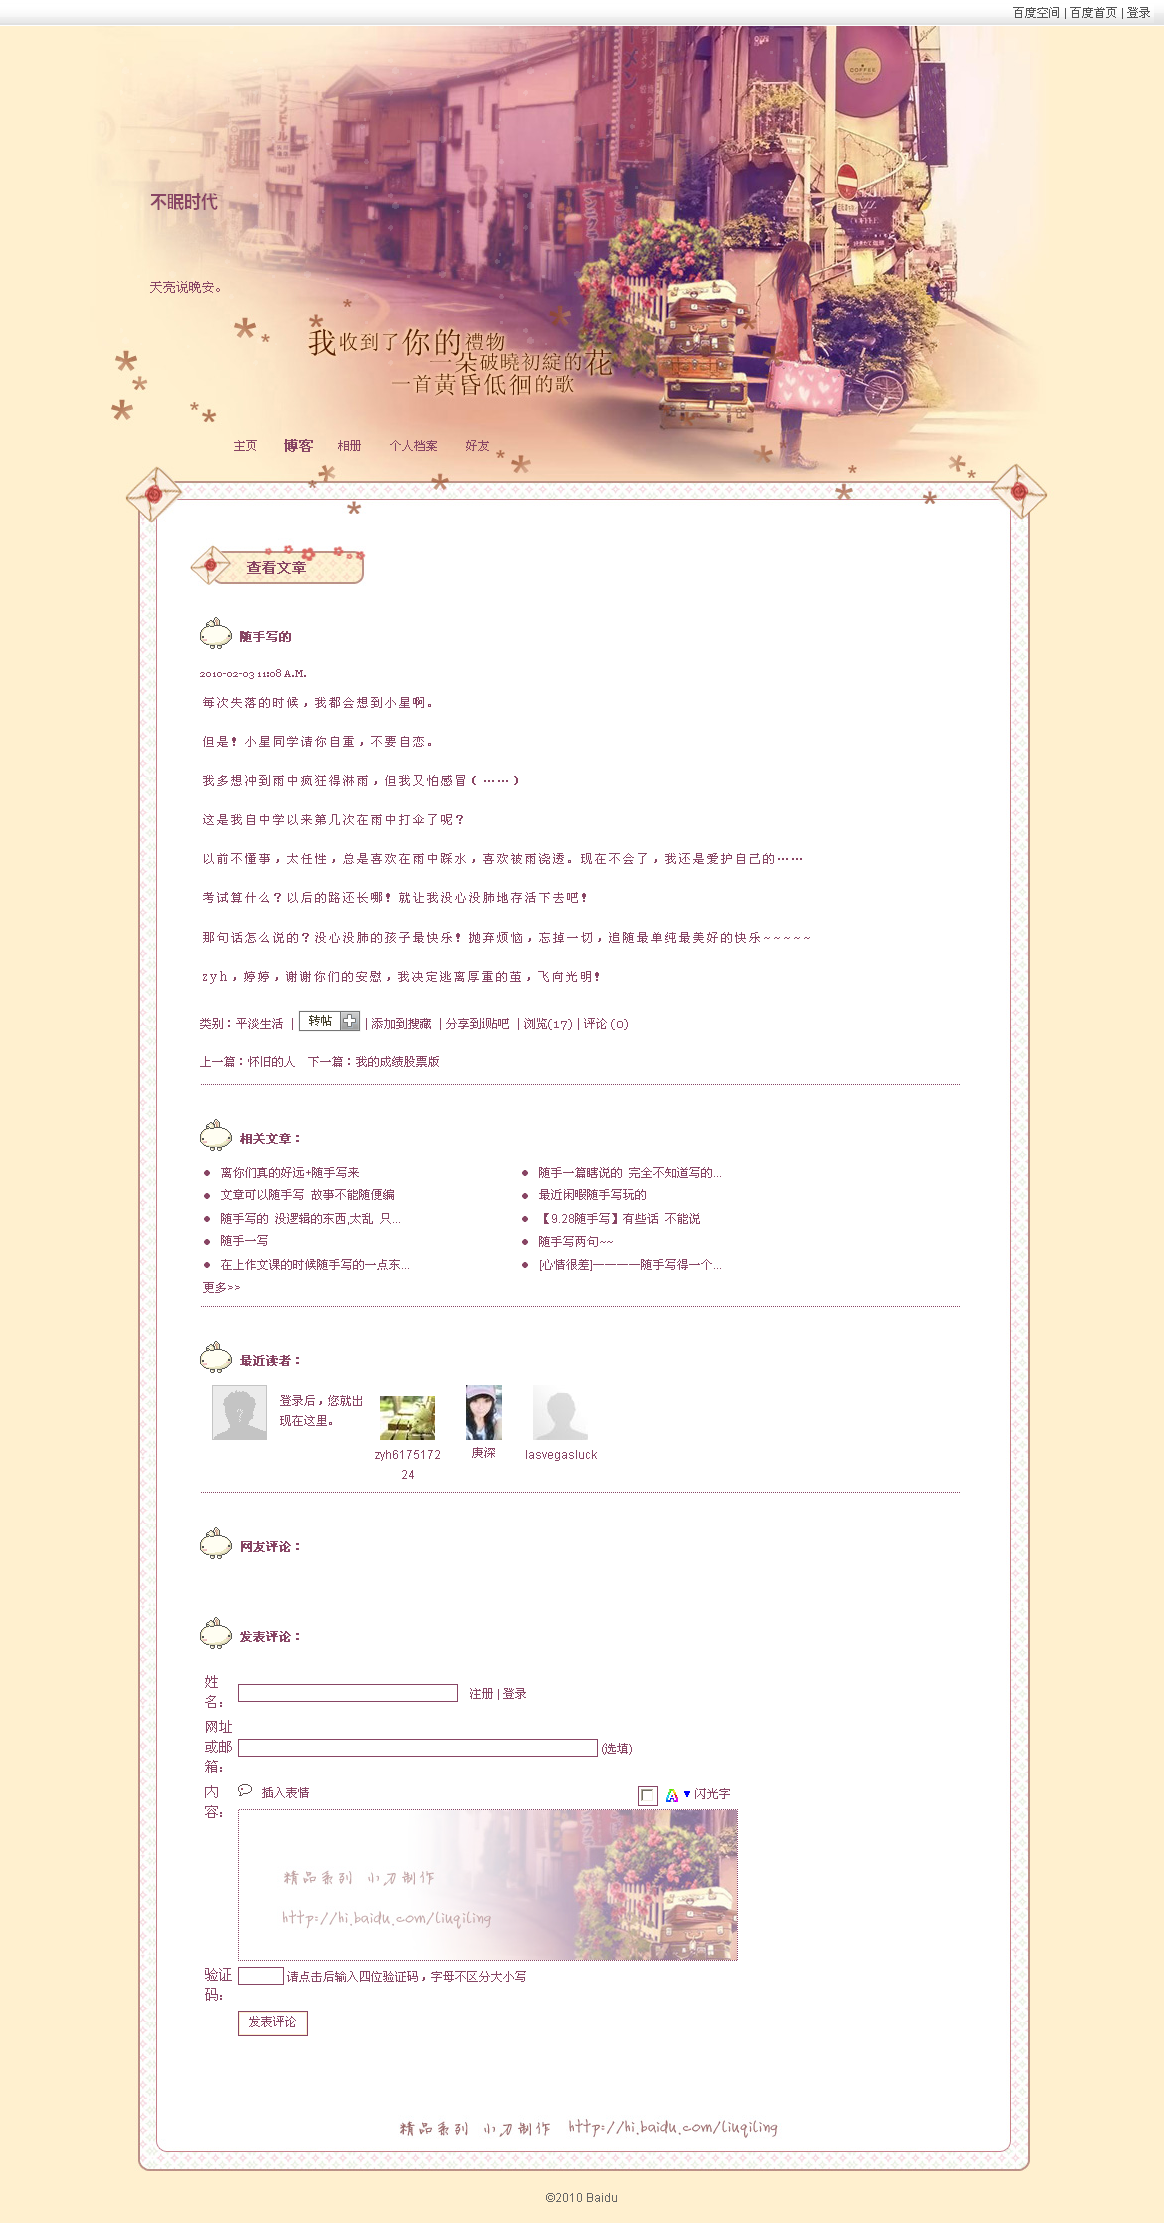 百度空间 | 百度首页 | 登录
COFFEE
不眠时代
天亮说晚安。
我收到了你的禮物
一朵破曉初綻的花
一首黃昏低徊的歌
主页 博客 相册 个人档案 好友
查看文章
随手写的
2010-02-03 11:08 A.M.
每次失落的时候，我都会想到小星啊。
但是！小星同学请你自重，不要自恋。
我多想冲到雨中疯狂得淋雨，但我又怕感冒（……）
这是我自中学以来第几次在雨中打伞了呢？
以前不懂事，太任性，总是喜欢在雨中踩水，喜欢被雨浇透。现在不会了，我还是爱护自己的……
考试算什么？以后的路还长哪！就让我没心没肺地存活下去吧！
那句话怎么说的？没心没肺的孩子最快乐！抛弃烦恼，忘掉一切，追随最单纯最美好的快乐~~~~~
zyh，婷婷，谢谢你们的安慰，我决定逃离厚重的茧，飞向光明！
类别：平淡生活 | 转帖 | 添加到搜藏 | 分享到i贴吧 | 浏览(17) | 评论 (0)
上一篇：怀旧的人 下一篇：我的成绩股票版
相关文章：
离你们真的好远+随手写来 随手一篇瞎说的 完全不知道写的...
文章可以随手写 故事不能随便编 最近闲暇随手写玩的
随手写的 没逻辑的东西,太乱 只... 【9.28随手写】有些话 不能说
随手一写 随手写两句~~
在上作文课的时候随手写的一点东... [心情很差]————随手写得一个...
更多>>
最近读者：
登录后，您就出
现在这里。
zyh6175172
24
庚深
lasvegasluck
网友评论：
发表评论：
姓
名：
注册 | 登录
网址
或邮
箱：
(选填)
内
容：
插入表情 闪光字
精品系列 小刀制作
http://hi.baidu.com/liuqiling
验证
码：
请点击后输入四位验证码，字母不区分大小写
发表评论
精品系列 小刀制作 http://hi.baidu.com/liuqiling
©2010 Baidu